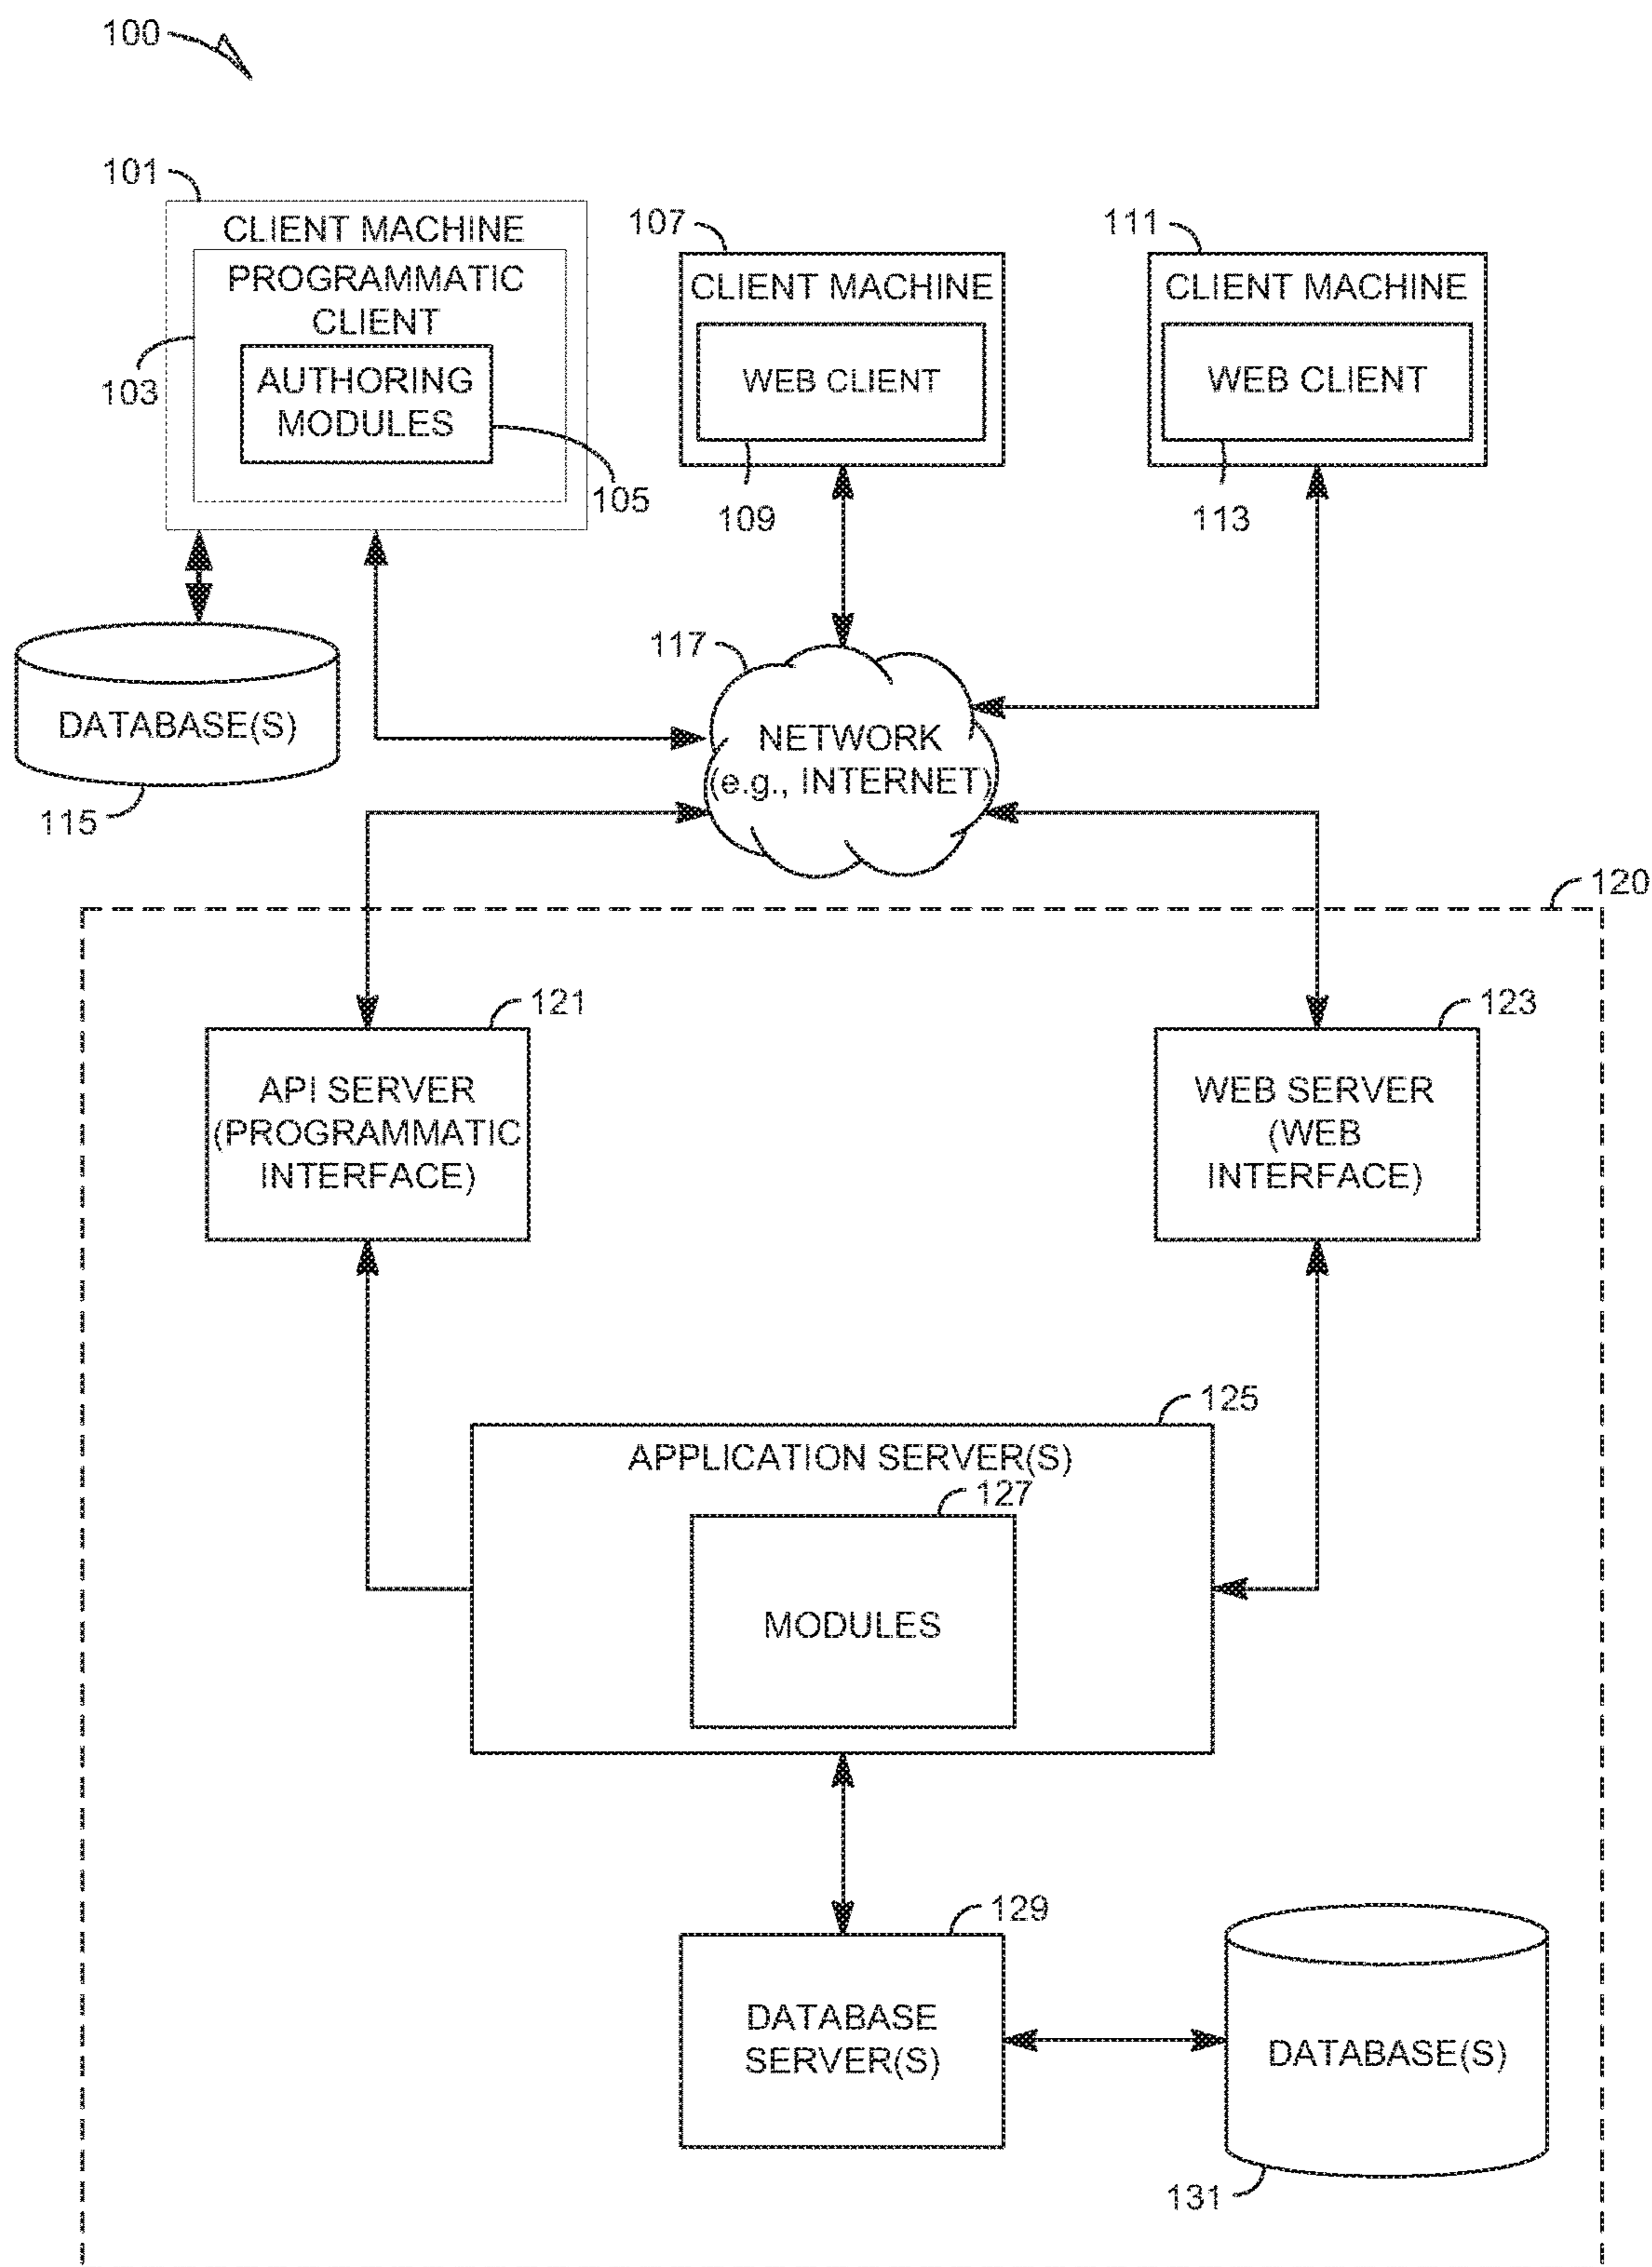 100
101
CLIENT MACHINE
PROGRAMMATIC
CLIENT
103
AUTHORING
MODULES
105
107
CLIENT MACHINE
WEB CLIENT
109
111
CLIENT MACHINE
WEB CLIENT
113
DATABASE(S)
115
117
NETWORK
(e.g., INTERNET)
120
121
API SERVER
(PROGRAMMATIC
INTERFACE)
123
WEB SERVER
(WEB
INTERFACE)
125
APPLICATION SERVER(S)
127
MODULES
129
DATABASE
SERVER(S)
DATABASE(S)
131